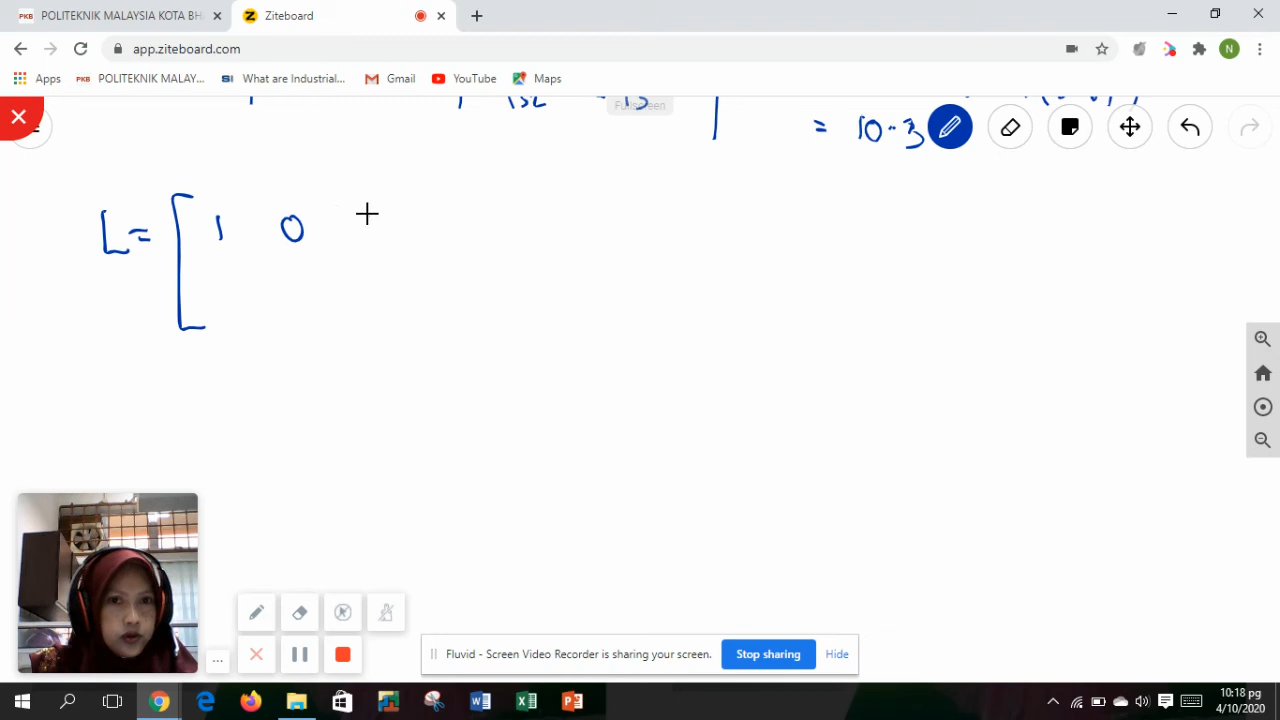 POLITEKNIK MALAYSIA KOTA BH
Ziteboard
app.ziteboard.com
Apps
POLITEKNIK MALAY...
What are Industrial...
Gmail
YouTube
Maps
N
Fullscreen
= 10 - 3
L = [ 1 0
...
Fluvid - Screen Video Recorder is sharing your screen.
Stop sharing
Hide
10:18 pg
4/10/2020